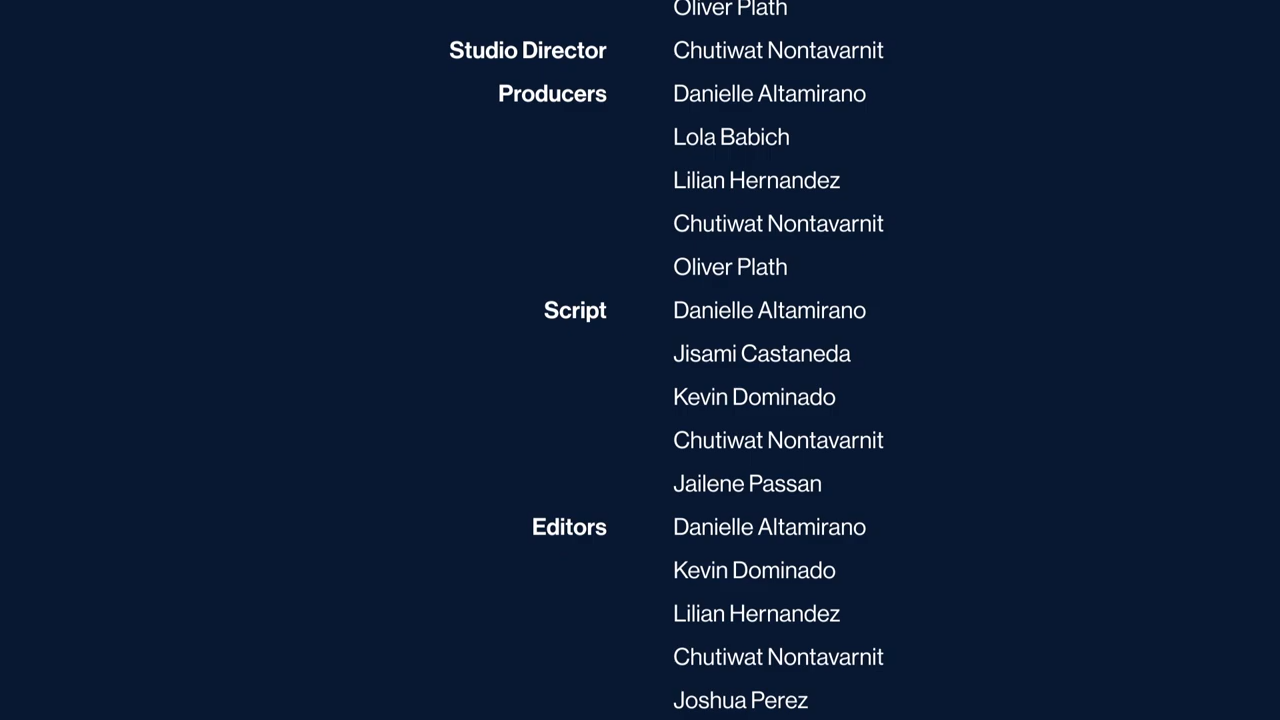 Oliver Plath
Studio Director Chutiwat Nontavarnit
Producers Danielle Altamirano
Lola Babich
Lilian Hernandez
Chutiwat Nontavarnit
Oliver Plath
Script Danielle Altamirano
Jisami Castaneda
Kevin Dominado
Chutiwat Nontavarnit
Jailene Passan
Editors Danielle Altamirano
Kevin Dominado
Lilian Hernandez
Chutiwat Nontavarnit
Joshua Perez